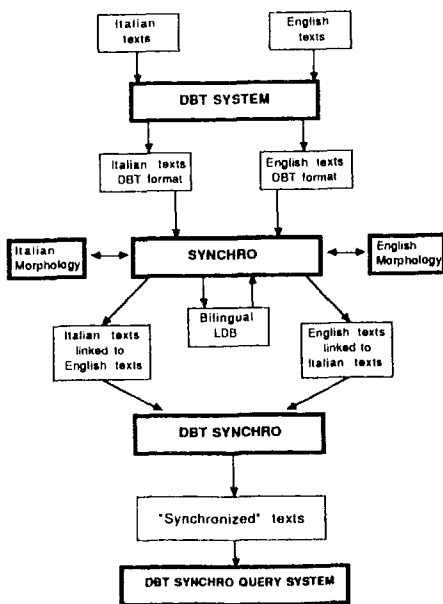 Italian
texts
English
texts
DBT SYSTEM
Italian texts
DBT format
English texts
DBT format
Italian
Morphology
SYNCHRO
English
Morphology
Bilingual
LDB
Italian texts
linked to
English texts
English texts
linked to
Italian texts
DBT SYNCHRO
"Synchronized" texts
DBT SYNCHRO QUERY SYSTEM